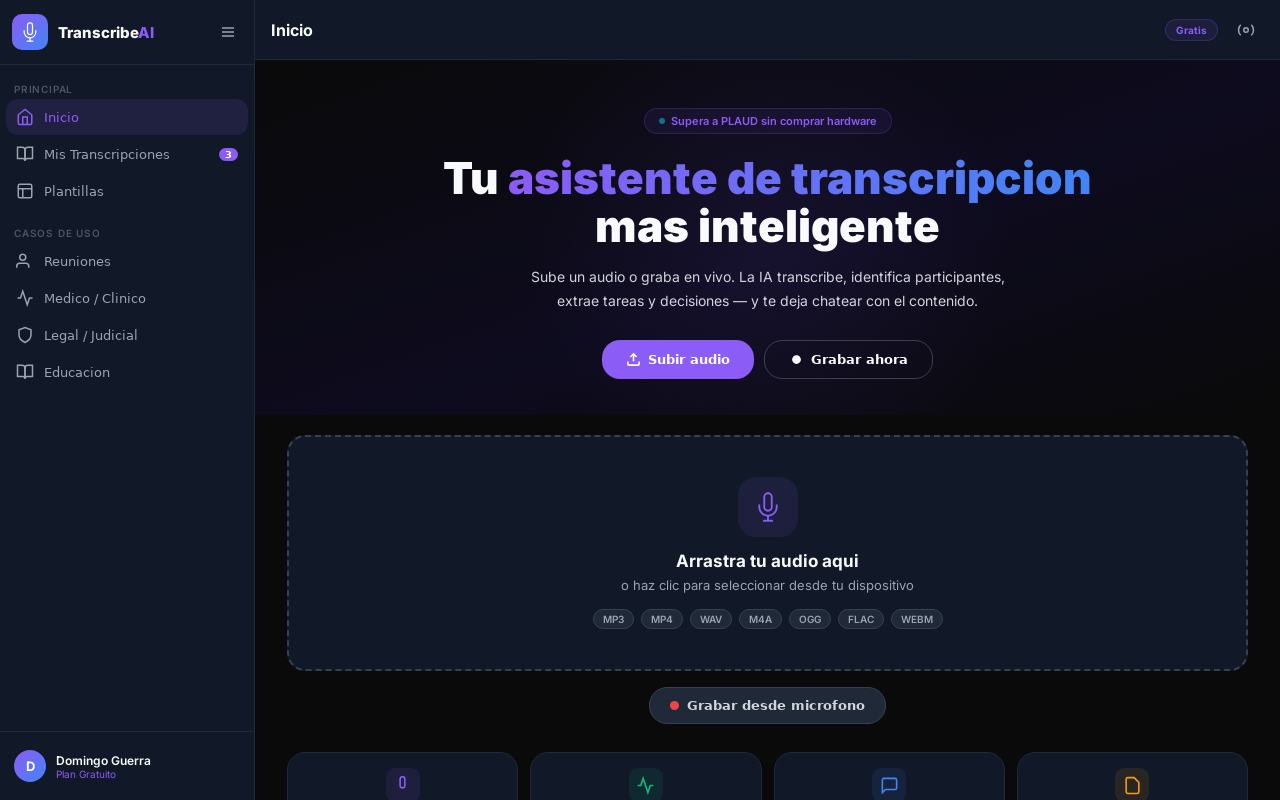 TranscribeAI
PRINCIPAL
Inicio
Mis Transcripciones
3
Plantillas
CASOS DE USO
Reuniones
Medico / Clinico
Legal / Judicial
Educacion
D
Domingo Guerra
Plan Gratuito
Inicio
Gratis
Supera a PLAUD sin comprar hardware
Tu asistente de transcripcion
mas inteligente
Sube un audio o graba en vivo. La IA transcribe, identifica participantes,
extrae tareas y decisiones — y te deja chatear con el contenido.
Subir audio
Grabar ahora
Arrastra tu audio aqui
o haz clic para seleccionar desde tu dispositivo
MP3 MP4 WAV M4A OGG FLAC WEBM
Grabar desde microfono